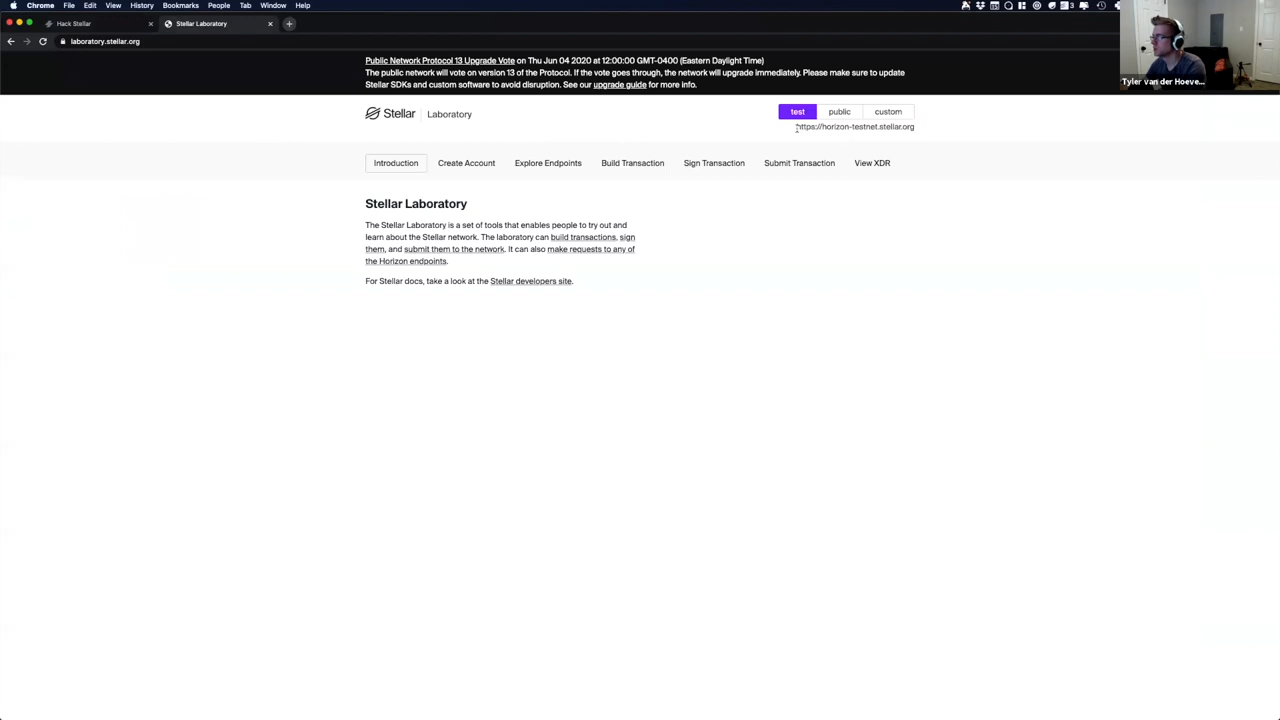 Chrome File Edit View History Bookmarks People Tab Window Help
Hack Stellar
Stellar Laboratory
laboratory.stellar.org
Tyler van der Hoeve...
Public Network Protocol 13 Upgrade Vote on Thu Jun 04 2020 at 12:00:00 GMT-0400 (Eastern Daylight Time)
The public network will vote on version 13 of the Protocol. If the vote goes through, the network will upgrade immediately. Please make sure to update
Stellar SDKs and custom software to avoid disruption. See our upgrade guide for more info.
Stellar Laboratory
test public custom
https://horizon-testnet.stellar.org
Introduction Create Account Explore Endpoints Build Transaction Sign Transaction Submit Transaction View XDR
Stellar Laboratory
The Stellar Laboratory is a set of tools that enables people to try out and
learn about the Stellar network. The laboratory can build transactions, sign
them, and submit them to the network. It can also make requests to any of
the Horizon endpoints.
For Stellar docs, take a look at the Stellar developers site.